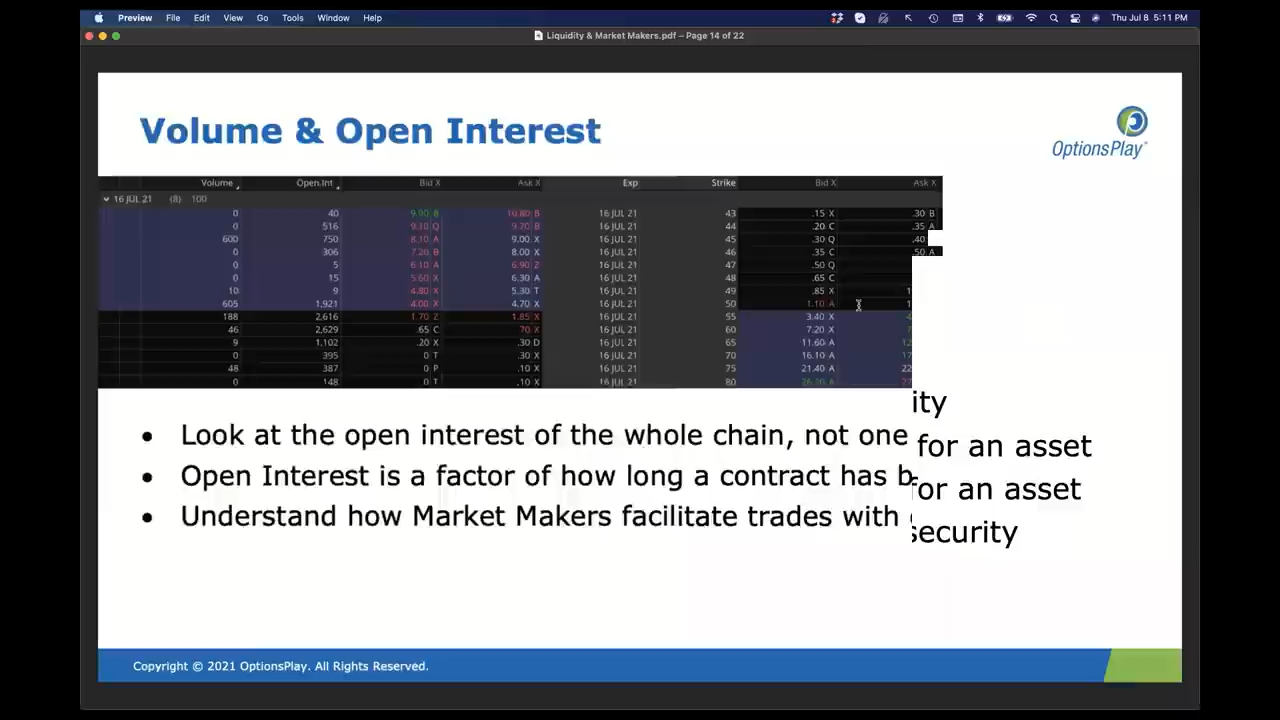 Preview File Edit View Go Tools Window Help Thu Jul 8 5:11 PM
Liquidity & Market Makers.pdf – Page 14 of 22
Volume & Open Interest
OptionsPlay
Volume Open.Int Bid X Ask X Exp Strike Bid X Ask X
16 JUL 21 (8) 100
0 40 9.90 B 10.80 B 16 JUL 21 43 .15 X .30 B
0 516 9.10 Q 9.70 B 16 JUL 21 44 .20 C .35 A
600 750 8.10 A 9.00 X 16 JUL 21 45 .30 Q .40
0 306 7.20 B 8.00 X 16 JUL 21 46 .35 C .50 A
0 5 6.10 A 6.90 Z 16 JUL 21 47 .50 Q
0 15 5.60 X 6.30 A 16 JUL 21 48 .65 C
10 9 4.80 X 5.30 T 16 JUL 21 49 .85 X 1
605 1,921 4.00 X 4.70 X 16 JUL 21 50 1.10 A 1
188 2,616 1.70 Z 1.85 X 16 JUL 21 55 3.40 X
46 2,629 .65 C .70 X 16 JUL 21 60 7.20 X
9 1,102 .20 X .30 D 16 JUL 21 65 11.60 A 12
0 395 0 T .30 X 16 JUL 21 70 16.10 A 17
48 387 0 P .10 X 16 JUL 21 75 21.40 A 22
0 148 0 T .10 X 16 JUL 21 80
ity
Look at the open interest of the whole chain, not one for an asset
Open Interest is a factor of how long a contract has b for an asset
Understand how Market Makers facilitate trades with security
Copyright © 2021 OptionsPlay. All Rights Reserved.